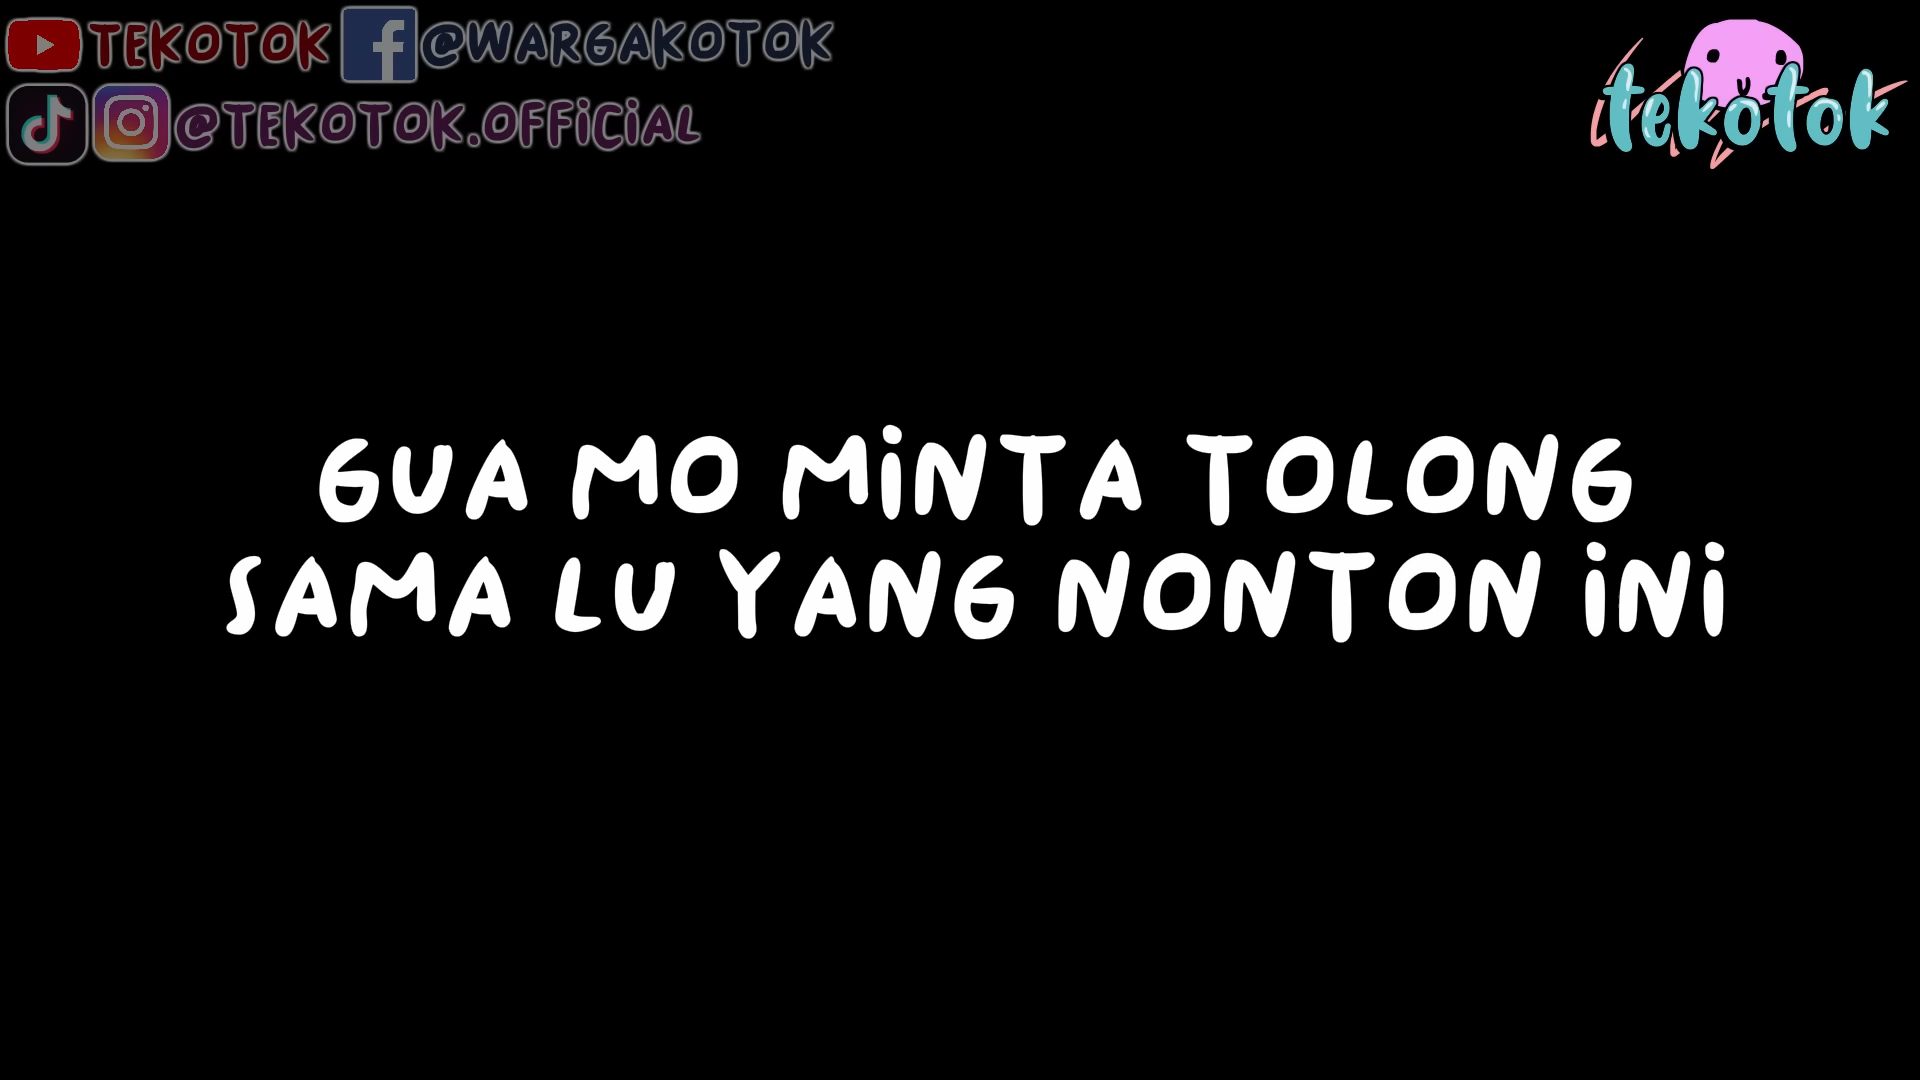 TEKOTOK @WARGAKOTOK
@TEKOTOK.OFFICIAL
tekotok
GUA MO MINTA TOLONG
SAMA LU YANG NONTON INI